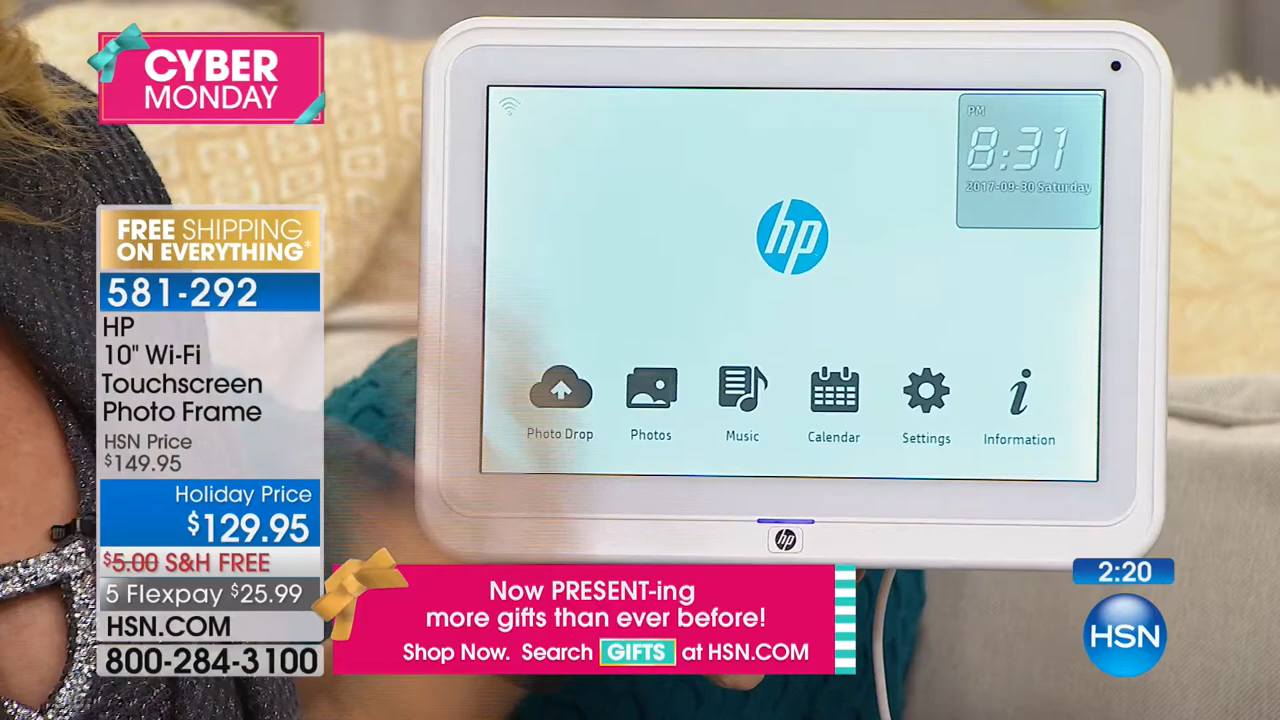 CYBER
MONDAY
FREE SHIPPING
ON EVERYTHING*
581-292
HP
10" Wi-Fi
Touchscreen
Photo Frame
HSN Price
$149.95
Holiday Price
$129.95
$5.00 S&H FREE
5 Flexpay $25.99
HSN.COM
800-284-3100
PM
8:31
2017-09-30 Saturday
hp
Photo Drop
Photos
Music
Calendar
Settings
Information
hp
Now PRESENT-ing
more gifts than ever before!
Shop Now. Search GIFTS at HSN.COM
2:20
HSN